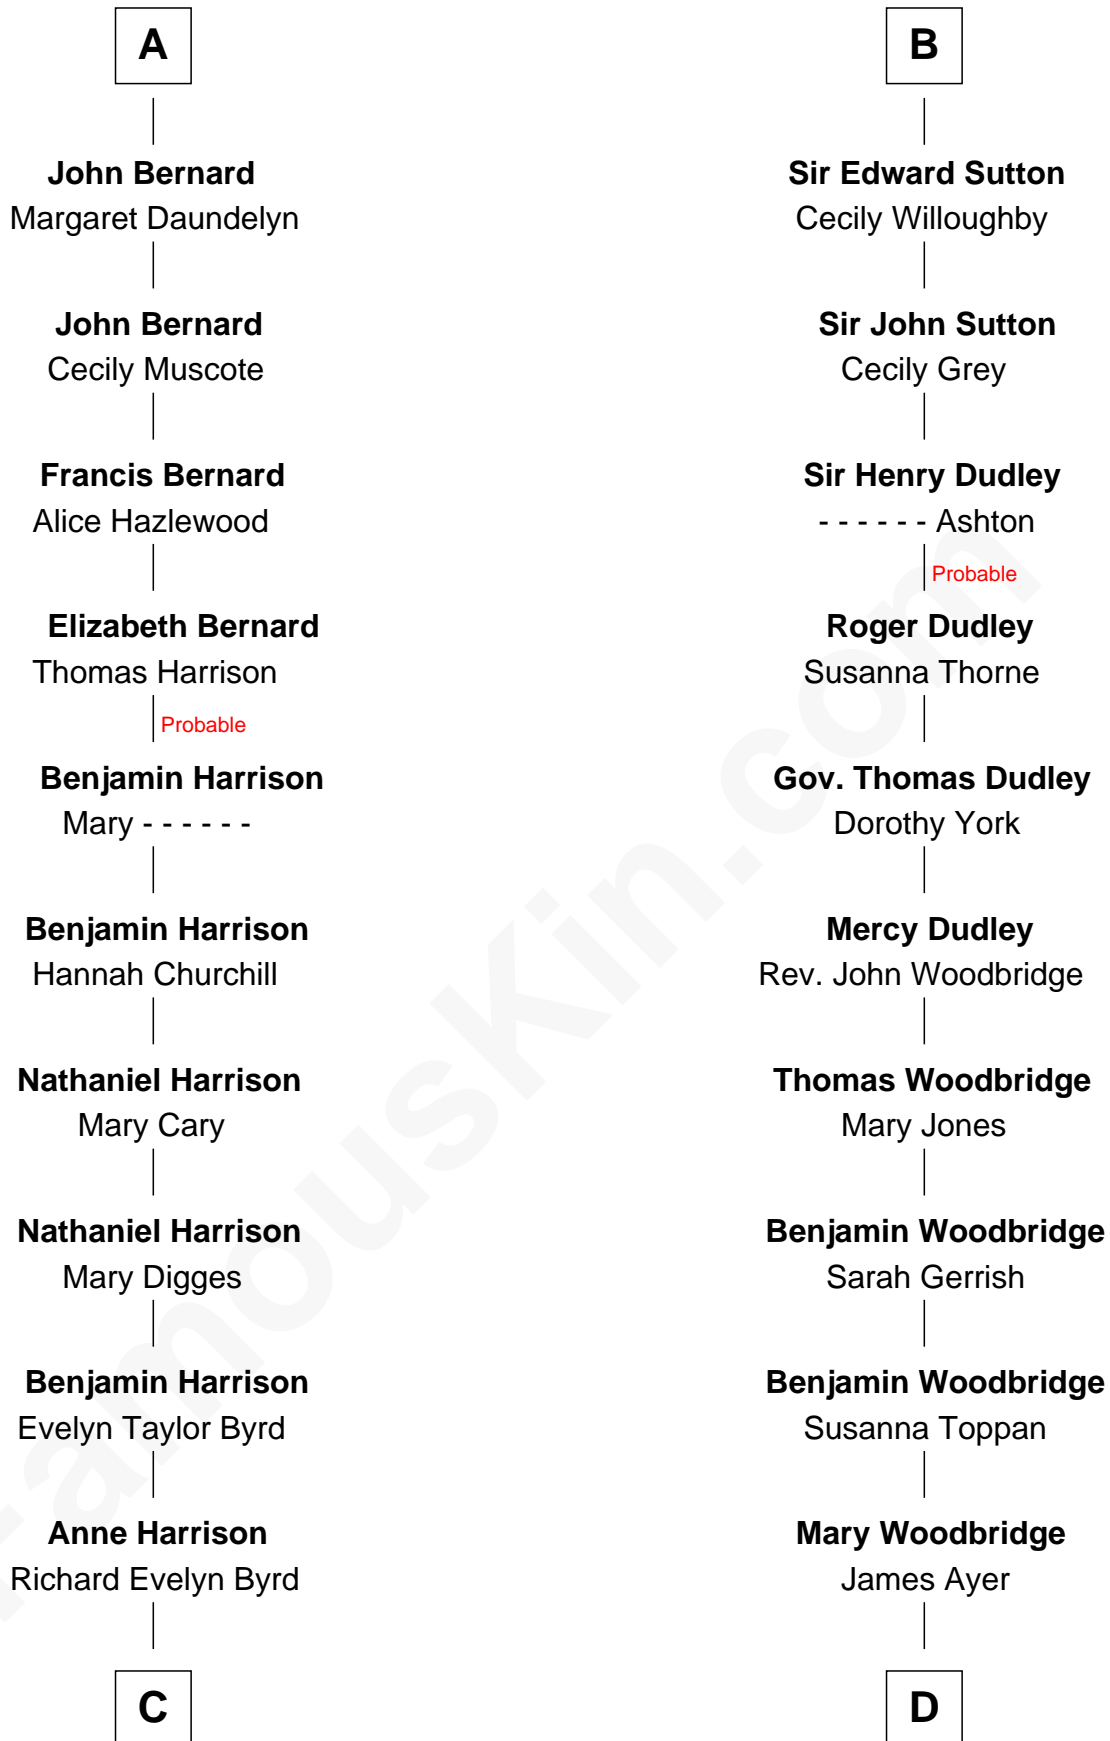 A
John Bernard
Margaret Daundelyn
John Bernard
Cecily Muscote
Francis Bernard
Alice Hazlewood
Elizabeth Bernard
Thomas Harrison
Probable
Benjamin Harrison
Mary - - - - - -
Benjamin Harrison
Hannah Churchill
Nathaniel Harrison
Mary Cary
Nathaniel Harrison
Mary Digges
Benjamin Harrison
Evelyn Taylor Byrd
Anne Harrison
Richard Evelyn Byrd
C
B
Sir Edward Sutton
Cecily Willoughby
Sir John Sutton
Cecily Grey
Sir Henry Dudley
- - - - - - Ashton
Probable
Roger Dudley
Susanna Thorne
Gov. Thomas Dudley
Dorothy York
Mercy Dudley
Rev. John Woodbridge
Thomas Woodbridge
Mary Jones
Benjamin Woodbridge
Sarah Gerrish
Benjamin Woodbridge
Susanna Toppan
Mary Woodbridge
James Ayer
D
FamousKin.com